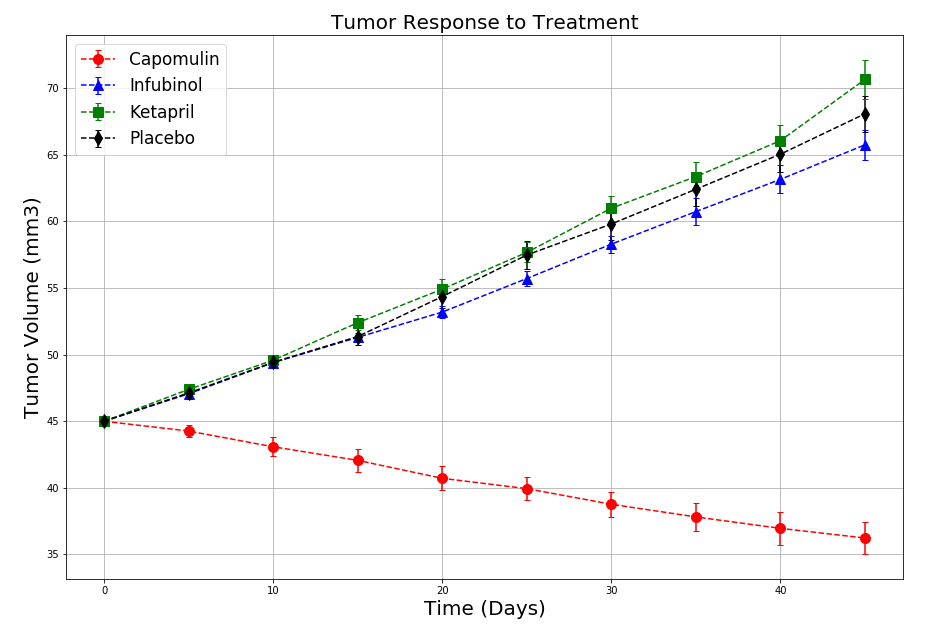 Tumor Response to Treatment
Capomulin
Infubinol
Ketapril
Placebo
Tumor Volume (mm3)
70
65
60
55
50
45
40
35
0 10 20 30 40
Time (Days)